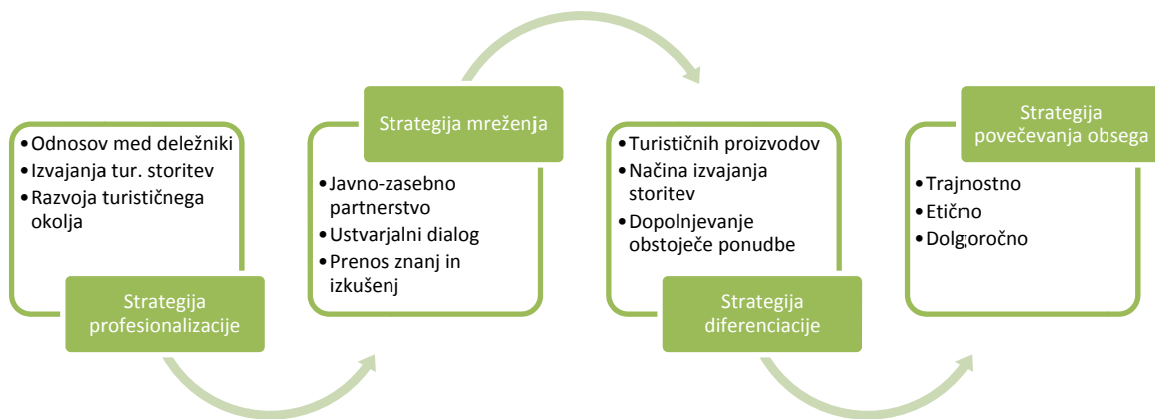 •Odnosov med deležniki
•Izvajanja tur. storitev
•Razvoja turističnega
okolja
Strategija
profesionalizacije
Strategija mreženja
•Javno-zasebno
partnerstvo
•Ustvarjalni dialog
•Prenos znanj in
izkušenj
•Turističnih proizvodov
•Načina izvajanja
storitev
•Dopolnjevanje
obstoječe ponudbe
Strategija
diferenciacije
Strategija
povečevanja obsega
•Trajnostno
•Etično
•Dolgoročno